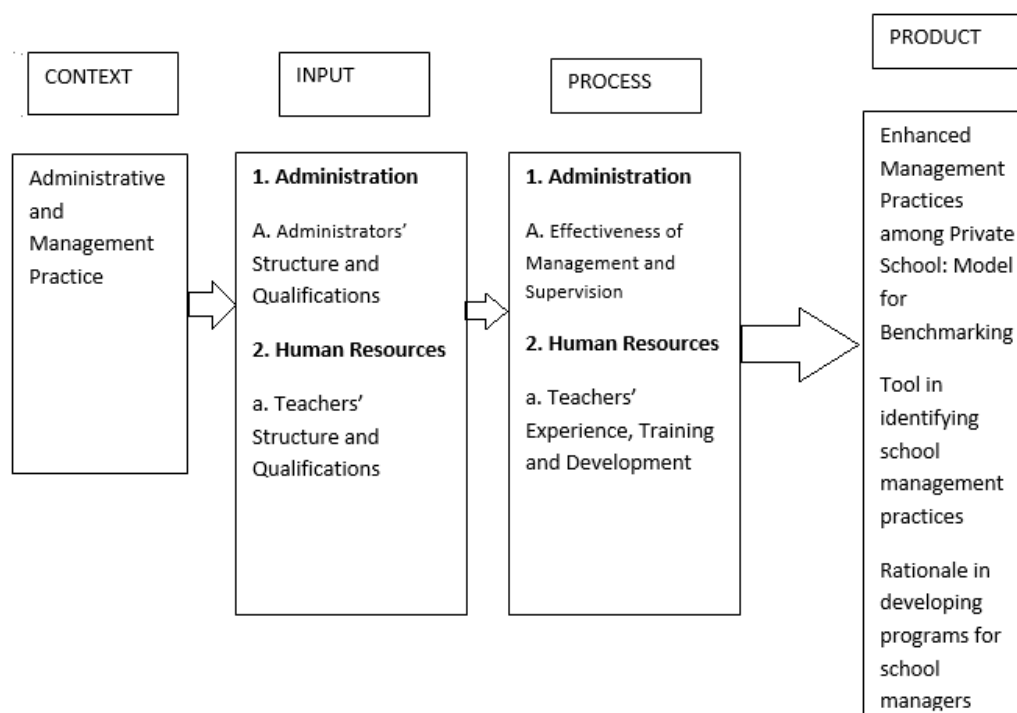 CONTEXT
Administrative
and
Management
Practice
INPUT
1. Administration
A. Administrators’
Structure and
Qualifications
2. Human Resources
a. Teachers’
Structure and
Qualifications
PROCESS
1. Administration
A. Effectiveness of
Management and
Supervision
2. Human Resources
a. Teachers’
Experience, Training
and Development
PRODUCT
Enhanced
Management
Practices
among Private
School: Model
for
Benchmarking
Tool in
identifying
school
management
practices
Rationale in
developing
programs for
school
managers